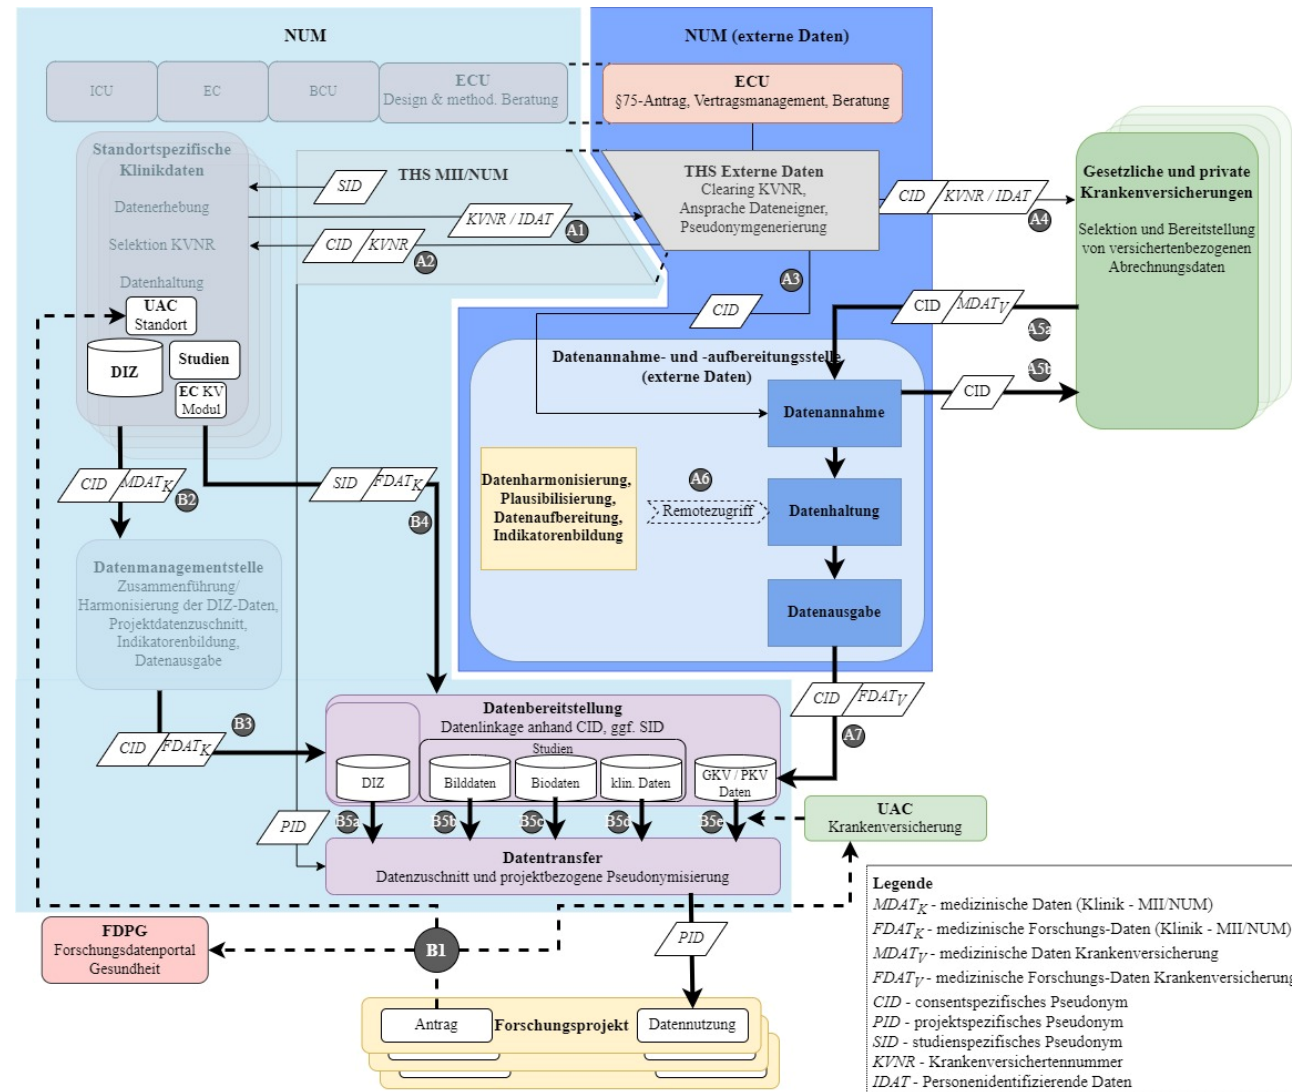 NUM
NUM (externe Daten)
ICU
EC
BCU
ECU
Design & method. Beratung
ECU
§75-Antrag, Vertragsmanagement, Beratung
Standortspezifische
Klinikdaten
Datenerhebung
Selektion KVNR
Datenhaltung
UAC
Standort
DIZ
Studien
EC KV
Modul
THS MII/NUM
SID
KVNR / IDAT
A1
CID
KVNR
A2
THS Externe Daten
Clearing KVNR,
Ansprache Dateneigner,
Pseudonymgenerierung
CID
KVNR / IDAT
A4
Gesetzliche und private
Krankenversicherungen
Selektion und Bereitstellung
von versichertenbezogenen
Abrechnungsdaten
A3
CID
CID
MDATV
A5a
CID
A5b
Datenannahme- und -aufbereitungsstelle
(externe Daten)
Datenannahme
Datenharmonisierung,
Plausibilisierung,
Datenaufbereitung,
Indikatorenbildung
A6
Remotezugriff
Datenhaltung
Datenausgabe
CID
MDATK
B2
SID
FDATK
B4
Datenmanagementstelle
Zusammenführung/
Harmonisierung der DIZ-Daten,
Projektdatenzuschnitt,
Indikatorenbildung,
Datenausgabe
CID
FDATK
B3
CID
FDATV
A7
Datenbereitstellung
Datenlinkage anhand CID, ggf. SID
Studien
DIZ
Bilddaten
Biodaten
klin. Daten
GKV / PKV
Daten
PID
B5a
B5b
B5c
B5d
B5e
UAC
Krankenversicherung
Datentransfer
Datenzuschnitt und projektbezogene Pseudonymisierung
FDPG
Forschungsdatenportal
Gesundheit
B1
PID
Antrag
Forschungsprojekt
Datennutzung
Legende
MDATK - medizinische Daten (Klinik - MII/NUM)
FDATK - medizinische Forschungs-Daten (Klinik - MII/NUM)
MDATV - medizinische Daten Krankenversicherung
FDATV - medizinische Forschungs-Daten Krankenversicherung
CID - consentspezifisches Pseudonym
PID - projektspezifisches Pseudonym
SID - studienspezifisches Pseudonym
KVNR - Krankenversichertennummer
IDAT - Personenidentifizierende Daten